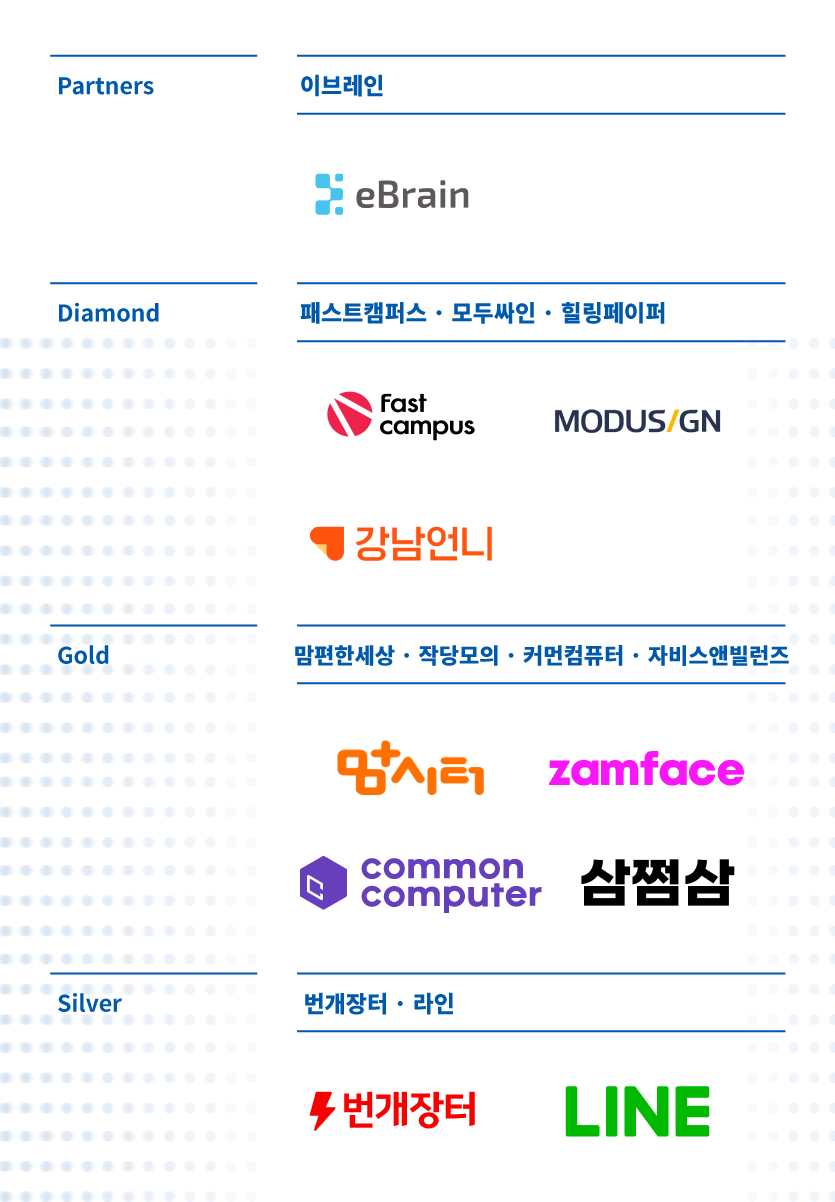 Partners
이브레인
eBrain
Diamond
패스트캠퍼스 · 모두싸인 · 힐링페이퍼
Fast
campus
MODUSIGN
강남언니
Gold
맘편한세상 · 작당모의 · 커먼컴퓨터 · 자비스앤빌런즈
맘시터
zamface
common
computer
삼쩜삼
Silver
번개장터 · 라인
번개장터
LINE